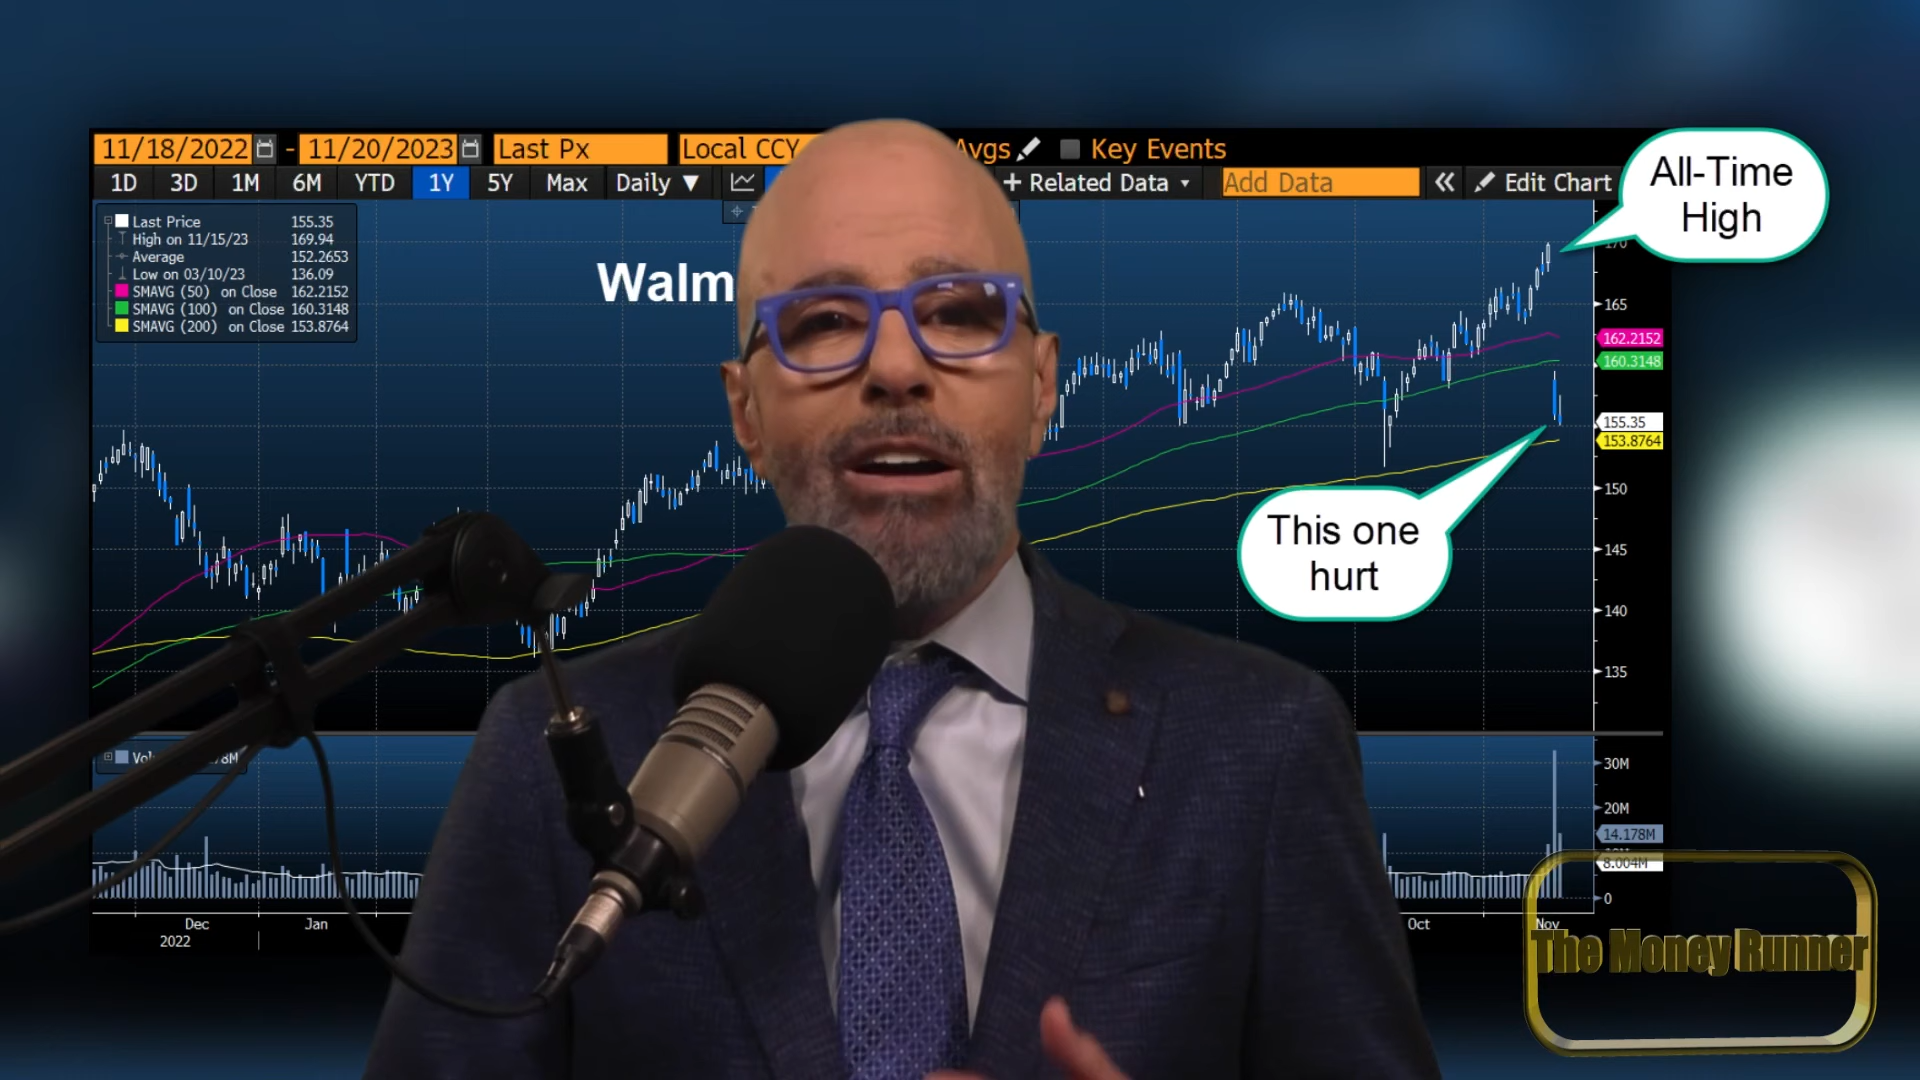 11/18/2022 - 11/20/2023 Last Px Local CCY Avgs Key Events
1D 3D 1M 6M YTD 1Y 5Y Max Daily ▼ + Related Data Add Data « Edit Chart
All-Time
High
Last Price 155.35
High on 11/15/23 169.94
Average 152.2653
Low on 03/10/23 136.09
SMAVG (50) on Close 162.2152
SMAVG (100) on Close 160.3148
SMAVG (200) on Close 153.8764
Walm
170
165
162.2152
160.3148
155.35
153.8764
150
This one
hurt
145
140
135
Vol 8M
30M
20M
14.178M
8.004M
0
Dec Jan Oct Nov
2022
The Money Runner